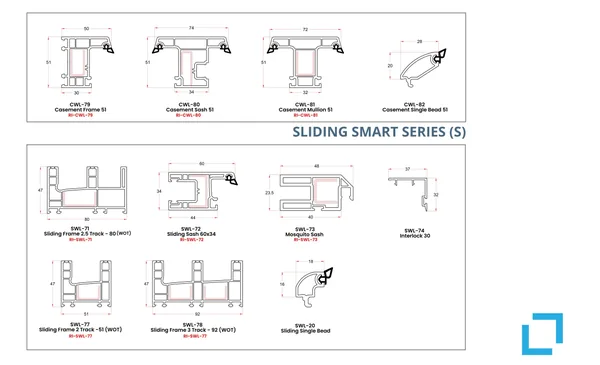 50
74
72
28
51
51
51
20
30
34
32
CWL-79
Casement Frame 51
RI-CWL-79
CWL-80
Casement Sash 51
RI-CWL-80
CWL-81
Casement Mullion 51
RI-CWL-81
CWL-82
Casement Single Bead 51
SLIDING SMART SERIES (S)
60
48
37
47
34
23.5
32
80
44
40
SWL-71
Sliding Frame 2.5 Track - 80 (WOT)
RI-SWL-71
SWL-72
Sliding Sash 60x34
RI-SWL-72
SWL-73
Mosquito Sash
RI-SWL-73
SWL-74
Interlock 30
18
47
47
51
92
SWL-77
Sliding Frame 2 Track -51 (WOT)
RI-SWL-77
SWL-78
Sliding Frame 3 Track - 92 (WOT)
RI-SWL-77
SWL-20
Sliding Single Bead